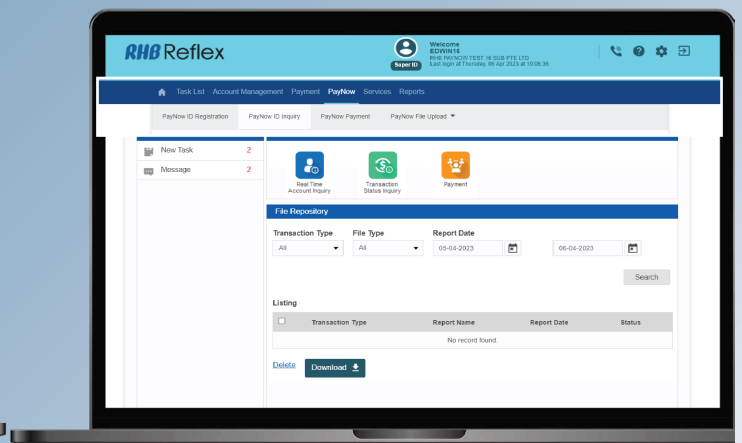 RHB Reflex
Super ID
Welcome
EDWIN16
RHB PAYNOW TEST 16 SUB PTE LTD
Last login at Thursday, 06 Apr 2023 at 10:06:36
Task List Account Management Payment PayNow Services Reports
PayNow ID Registration PayNow ID Inquiry PayNow Payment PayNow File Upload
New Task 2
Message 2
Real Time
Account Inquiry
Transaction
Status Inquiry
Payment
File Repository
Transaction Type File Type Report Date
All All 05-04-2023 06-04-2023
Search
Listing
Transaction Type Report Name Report Date Status
No record found.
Delete Download